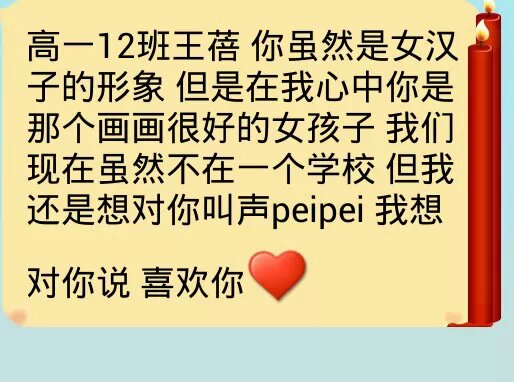 高一12班王蓓 你虽然是女汉
子的形象 但是在我心中你是
那个画画很好的女孩子 我们
现在虽然不在一个学校 但我
还是想对你叫声peipei 我想
对你说 喜欢你